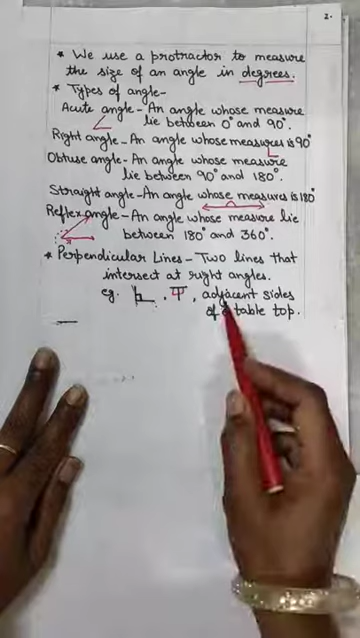 2.
* We use a protractor to measure
the size of an angle in degrees.
* Types of angle-
Acute angle - An angle whose measure
lie between 0° and 90°.
Right angle - An angle whose measures is 90°
Obtuse angle - An angle whose measure
lie between 90° and 180°.
Straight angle - An angle whose measures is 180°
Reflex angle - An angle whose measure lie
between 180° and 360°.
* Perpendicular Lines - Two lines that
intersect at right angles.
eg. , , adjacent sides
of a table top.